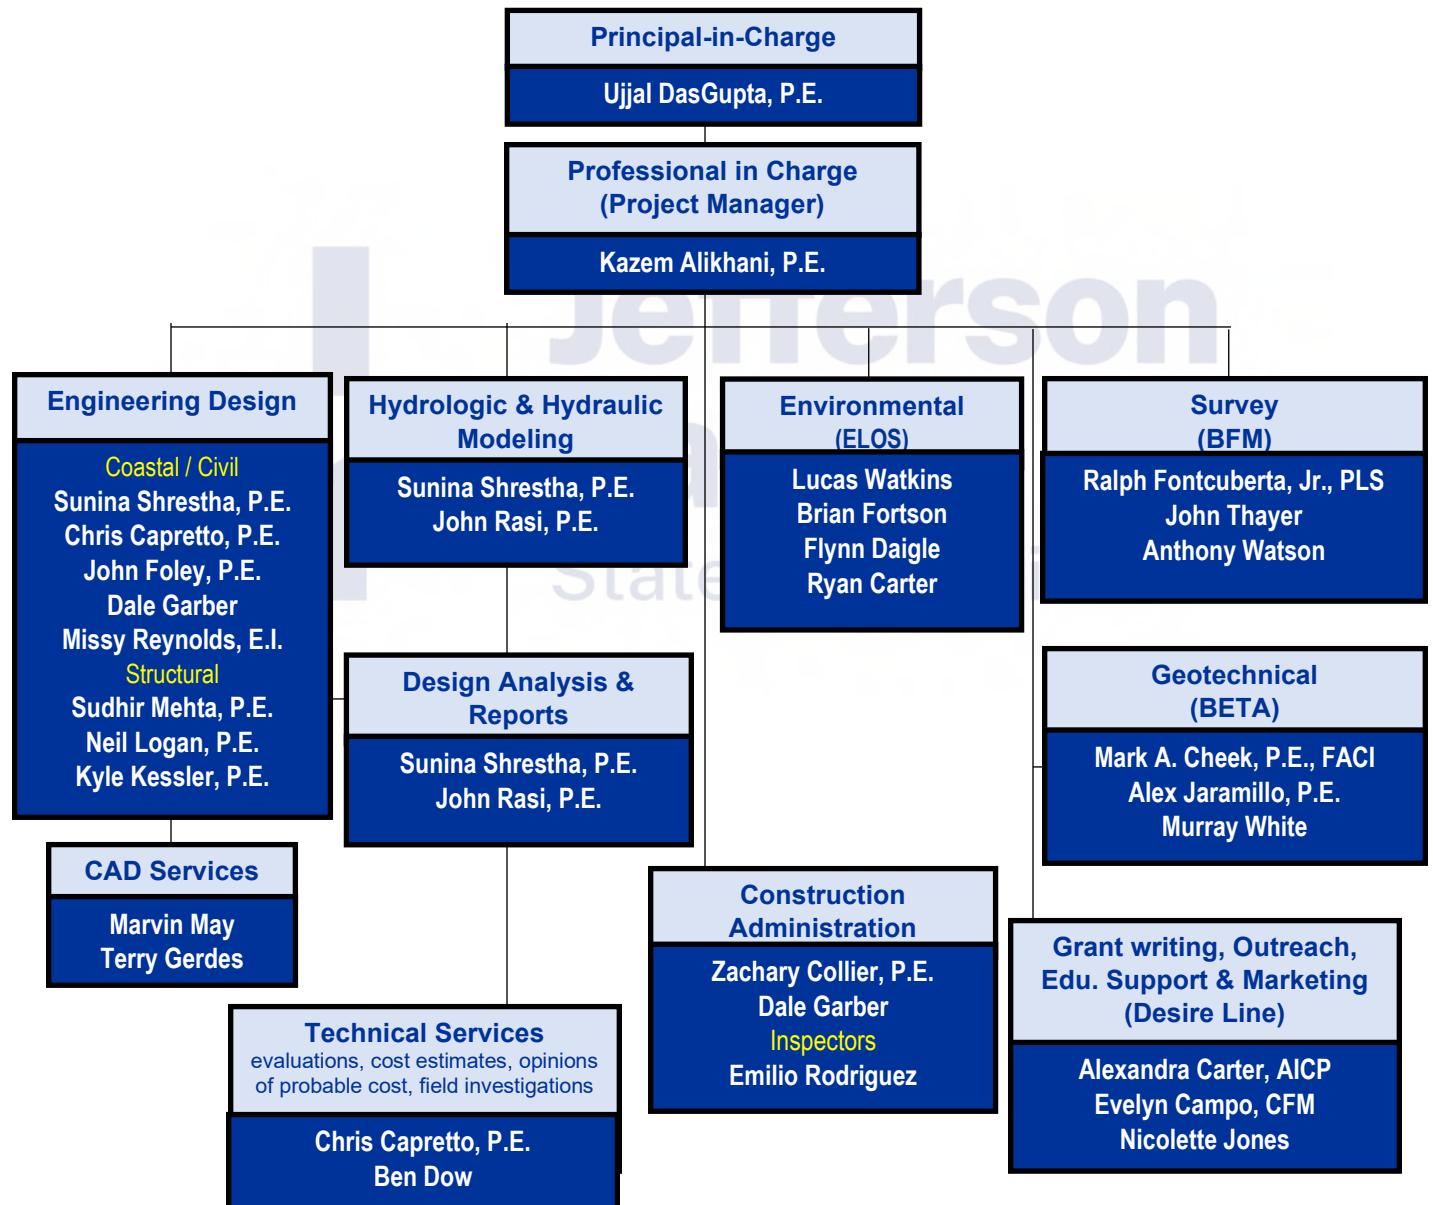 Principal-in-Charge
Ujjal DasGupta, P.E.
Professional in Charge
(Project Manager)
Kazem Alikhani, P.E.
Jefferson
State
Engineering Design
Coastal / Civil
Sunina Shrestha, P.E.
Chris Capretto, P.E.
John Foley, P.E.
Dale Garber
Missy Reynolds, E.I.
Structural
Sudhir Mehta, P.E.
Neil Logan, P.E.
Kyle Kessler, P.E.
CAD Services
Marvin May
Terry Gerdes
Hydrologic & Hydraulic
Modeling
Sunina Shrestha, P.E.
John Rasi, P.E.
Design Analysis &
Reports
Sunina Shrestha, P.E.
John Rasi, P.E.
Technical Services
evaluations, cost estimates, opinions
of probable cost, field investigations
Chris Capretto, P.E.
Ben Dow
Environmental
(ELOS)
Lucas Watkins
Brian Fortson
Flynn Daigle
Ryan Carter
Construction
Administration
Zachary Collier, P.E.
Dale Garber
Inspectors
Emilio Rodriguez
Survey
(BFM)
Ralph Fontcuberta, Jr., PLS
John Thayer
Anthony Watson
Geotechnical
(BETA)
Mark A. Cheek, P.E., FACI
Alex Jaramillo, P.E.
Murray White
Grant writing, Outreach,
Edu. Support & Marketing
(Desire Line)
Alexandra Carter, AICP
Evelyn Campo, CFM
Nicolette Jones